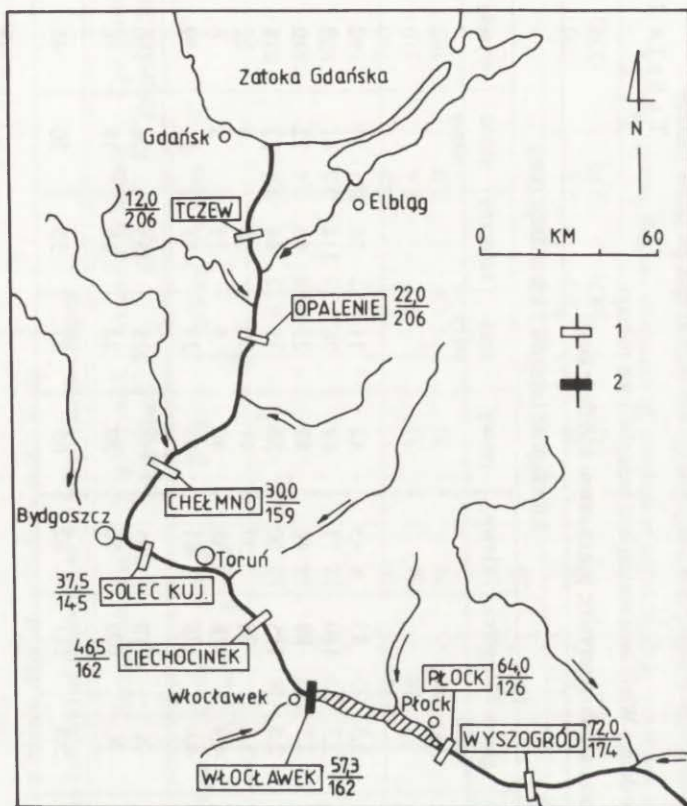 Zatoka Gdańska
Gdańsk
N
12,0
206
TCZEW
Elbląg
0 KM 60
OPALENIE
22,0
206
1
2
CHEŁMNO
30,0
159
Bydgoszcz
Toruń
37,5
145
SOLEC KUJ.
46,5
162
CIECHOCINEK
PŁOCK
64,0
126
Włocławek
Płock
WYSZOGRÓD
72,0
174
WŁOCŁAWEK
57,3
162